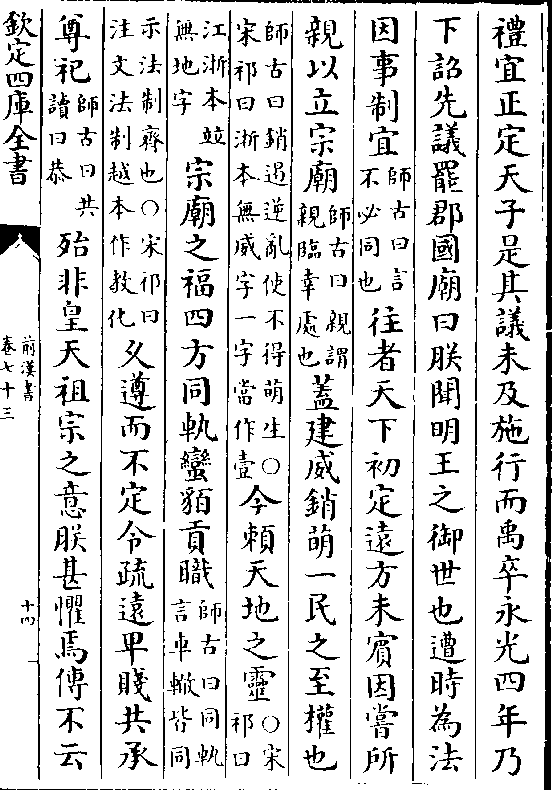 禮宜正定天子是其議未及施行而禹卒永光四年乃
下詔先議罷郡國廟曰朕聞明王之御世也遭時為法
因事制宜師古曰言不必同也往者天下初定遠方未賓因嘗所
親以立宗廟師古曰親謂親臨幸處也蓋建威銷萌一民之至權也
師古曰銷遏逆亂使不得萌生○宋祁曰浙本無威字一字當作壹今賴天地之靈○宋祁曰
江浙本竝無地字宗廟之福四方同軌蠻貊貢職師古曰同軌言車轍皆同
示法制齊也○宋祁曰注文法制越本作教化久遵而不定令疏遠卑賤共承
尊祀師古曰共讀曰恭殆非皇天祖宗之意朕甚懼焉傳不云
欽定四庫全書
前漢書
卷七十三
十四